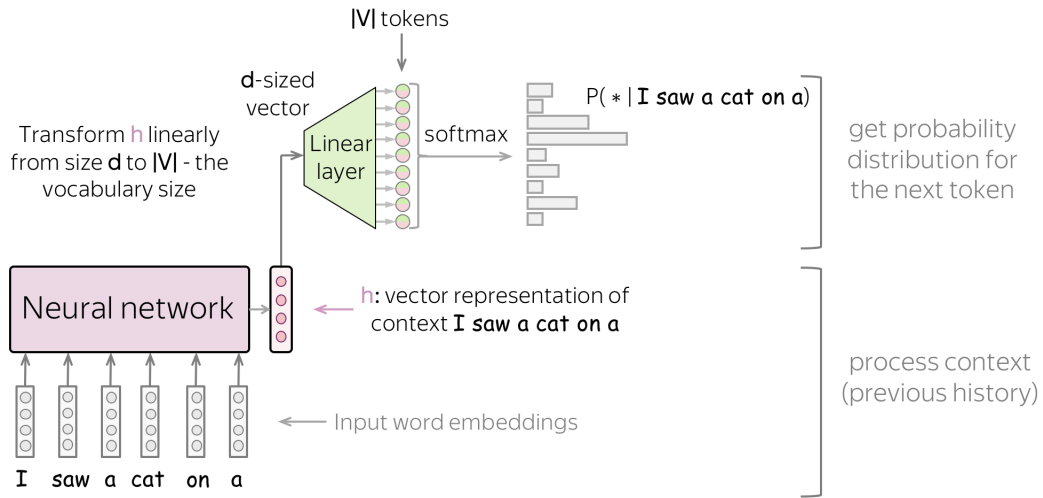 |V| tokens
d-sized
vector
Transform h linearly
from size d to |V| - the
vocabulary size
Linear
layer
softmax
P( * | I saw a cat on a)
get probability
distribution for
the next token
Neural network
h: vector representation of
context I saw a cat on a
process context
(previous history)
Input word embeddings
I saw a cat on a